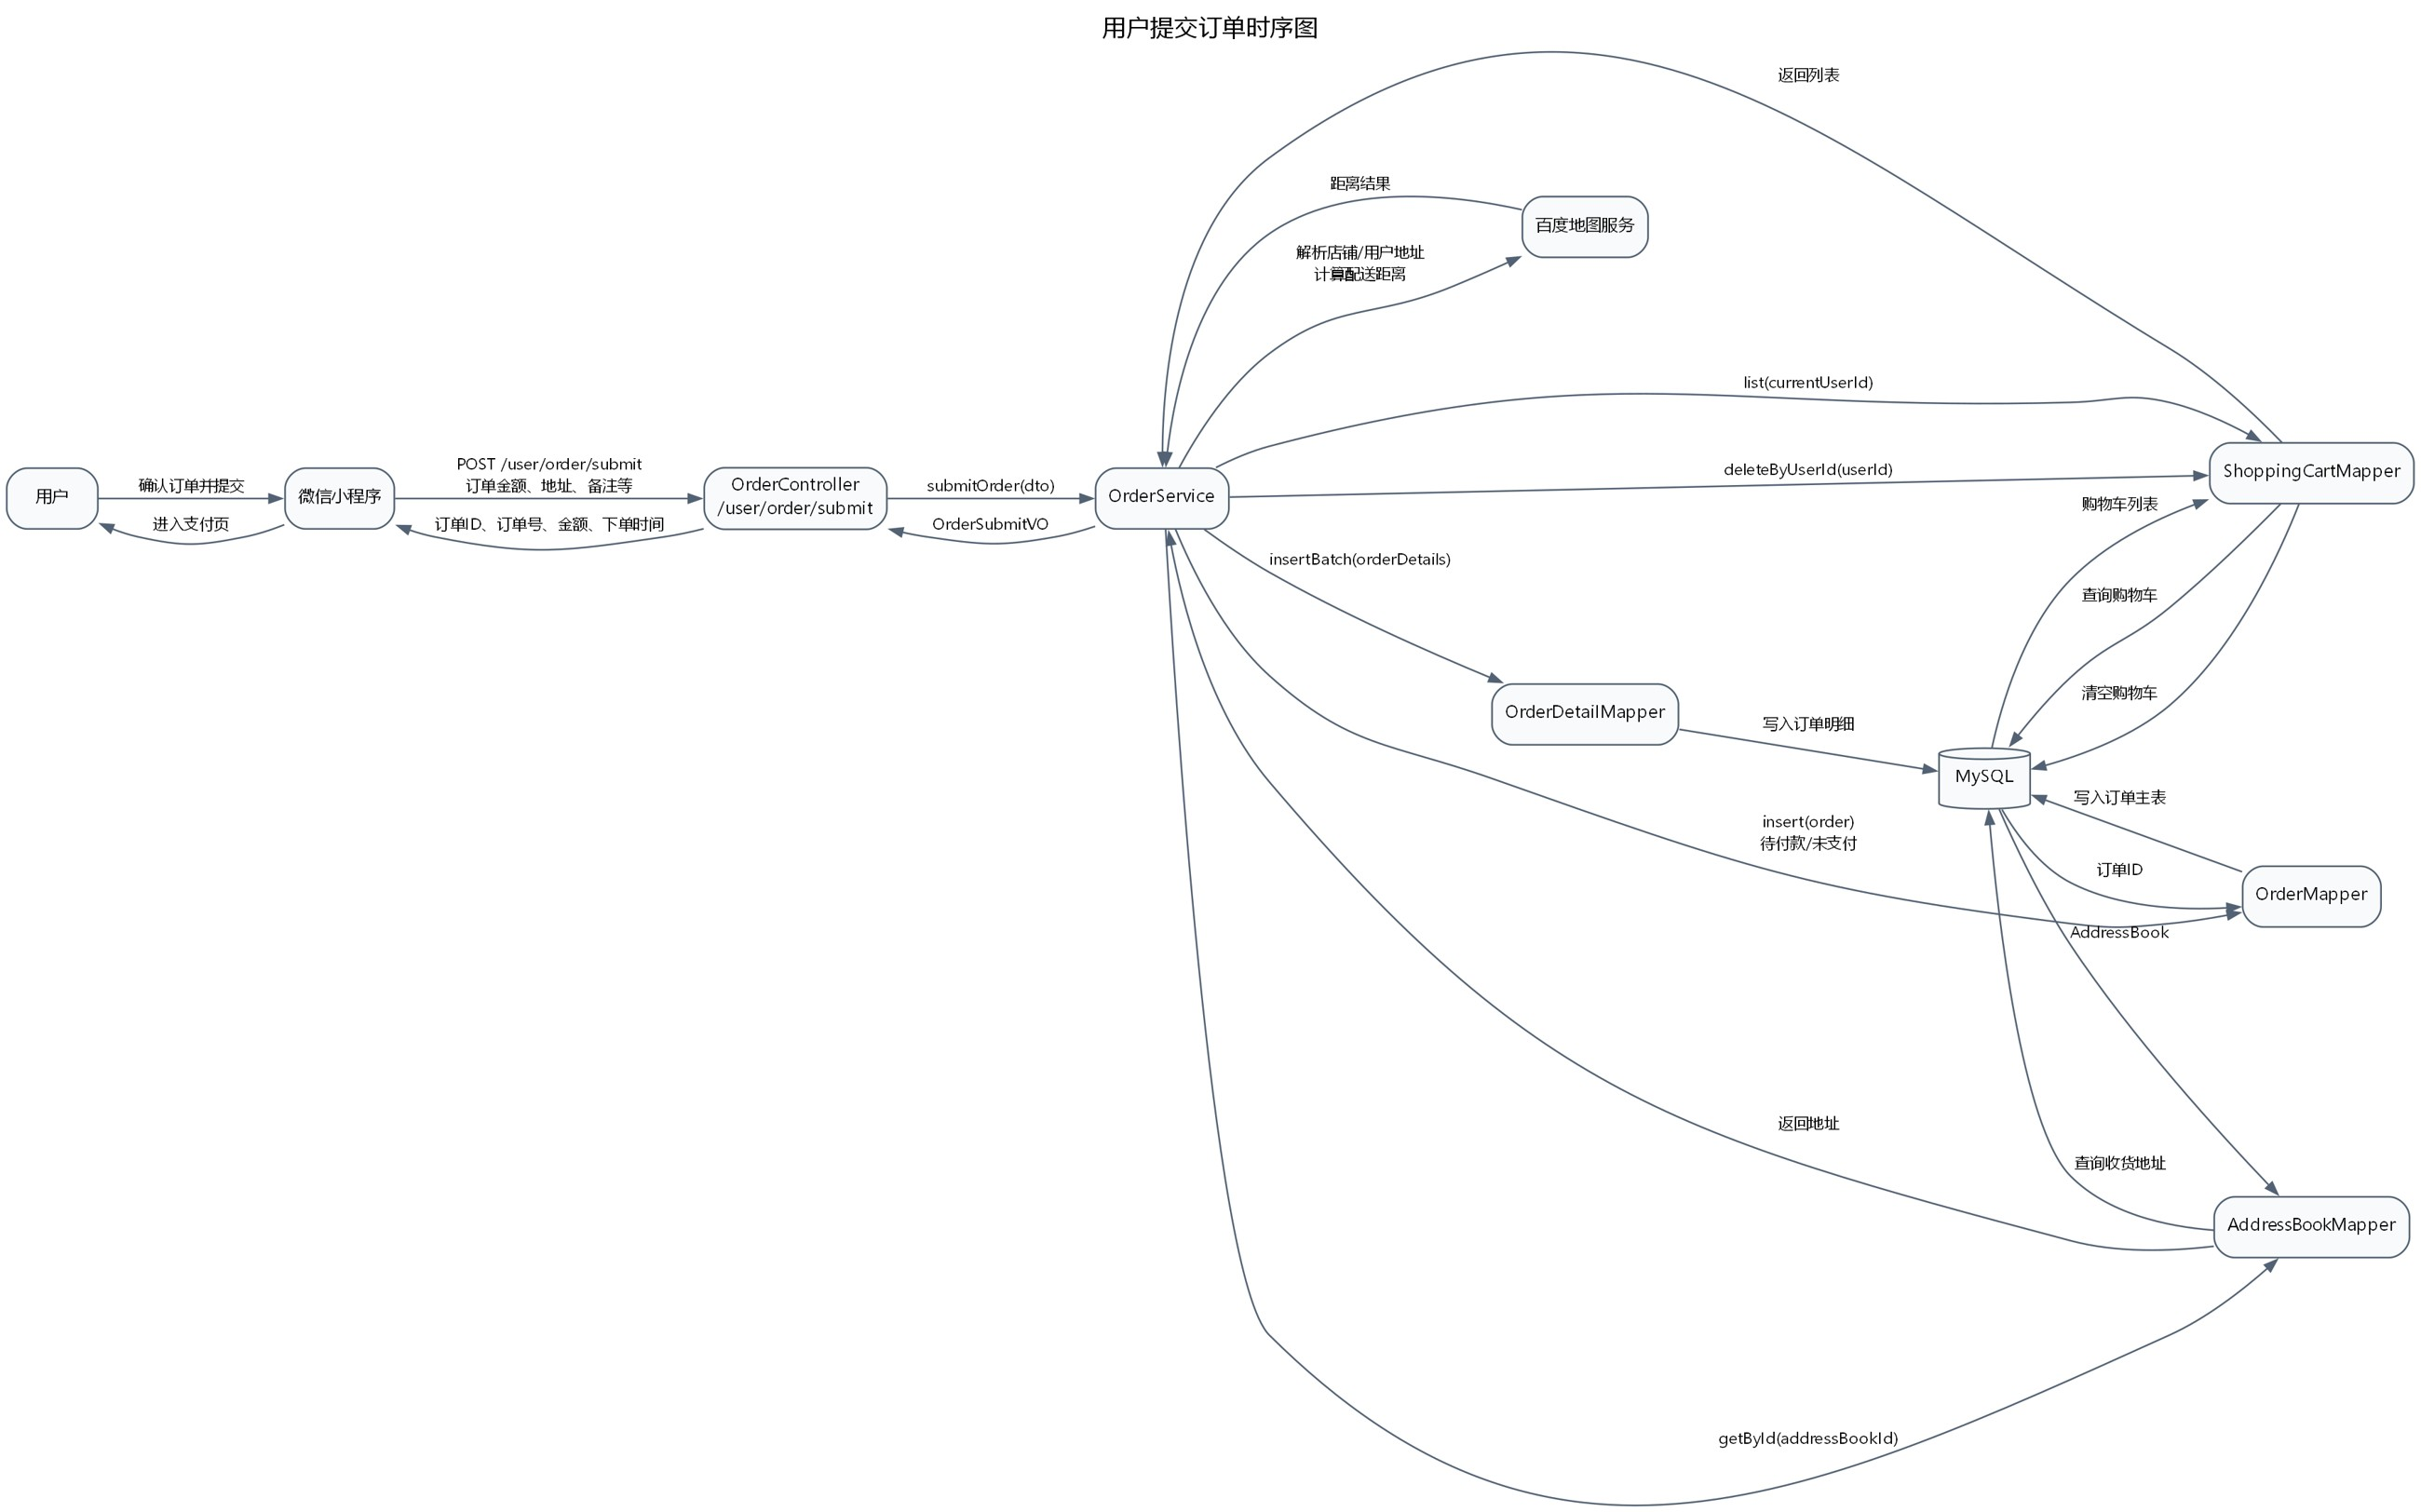 用户提交订单时序图
返回列表
距离结果
百度地图服务
解析店铺/用户地址
计算配送距离
list(currentUserId)
ShoppingCartMapper
deleteByUserId(userId)
用户
确认订单并提交
进入支付页
微信小程序
POST /user/order/submit
订单金额、地址、备注等
订单ID、订单号、金额、下单时间
OrderController
/user/order/submit
submitOrder(dto)
OrderSubmitVO
OrderService
购物车列表
insertBatch(orderDetails)
查询购物车
清空购物车
OrderDetailMapper
写入订单明细
MySQL
写入订单主表
insert(order)
待付款/未支付
订单ID
OrderMapper
AddressBook
返回地址
查询收货地址
AddressBookMapper
getById(addressBookId)